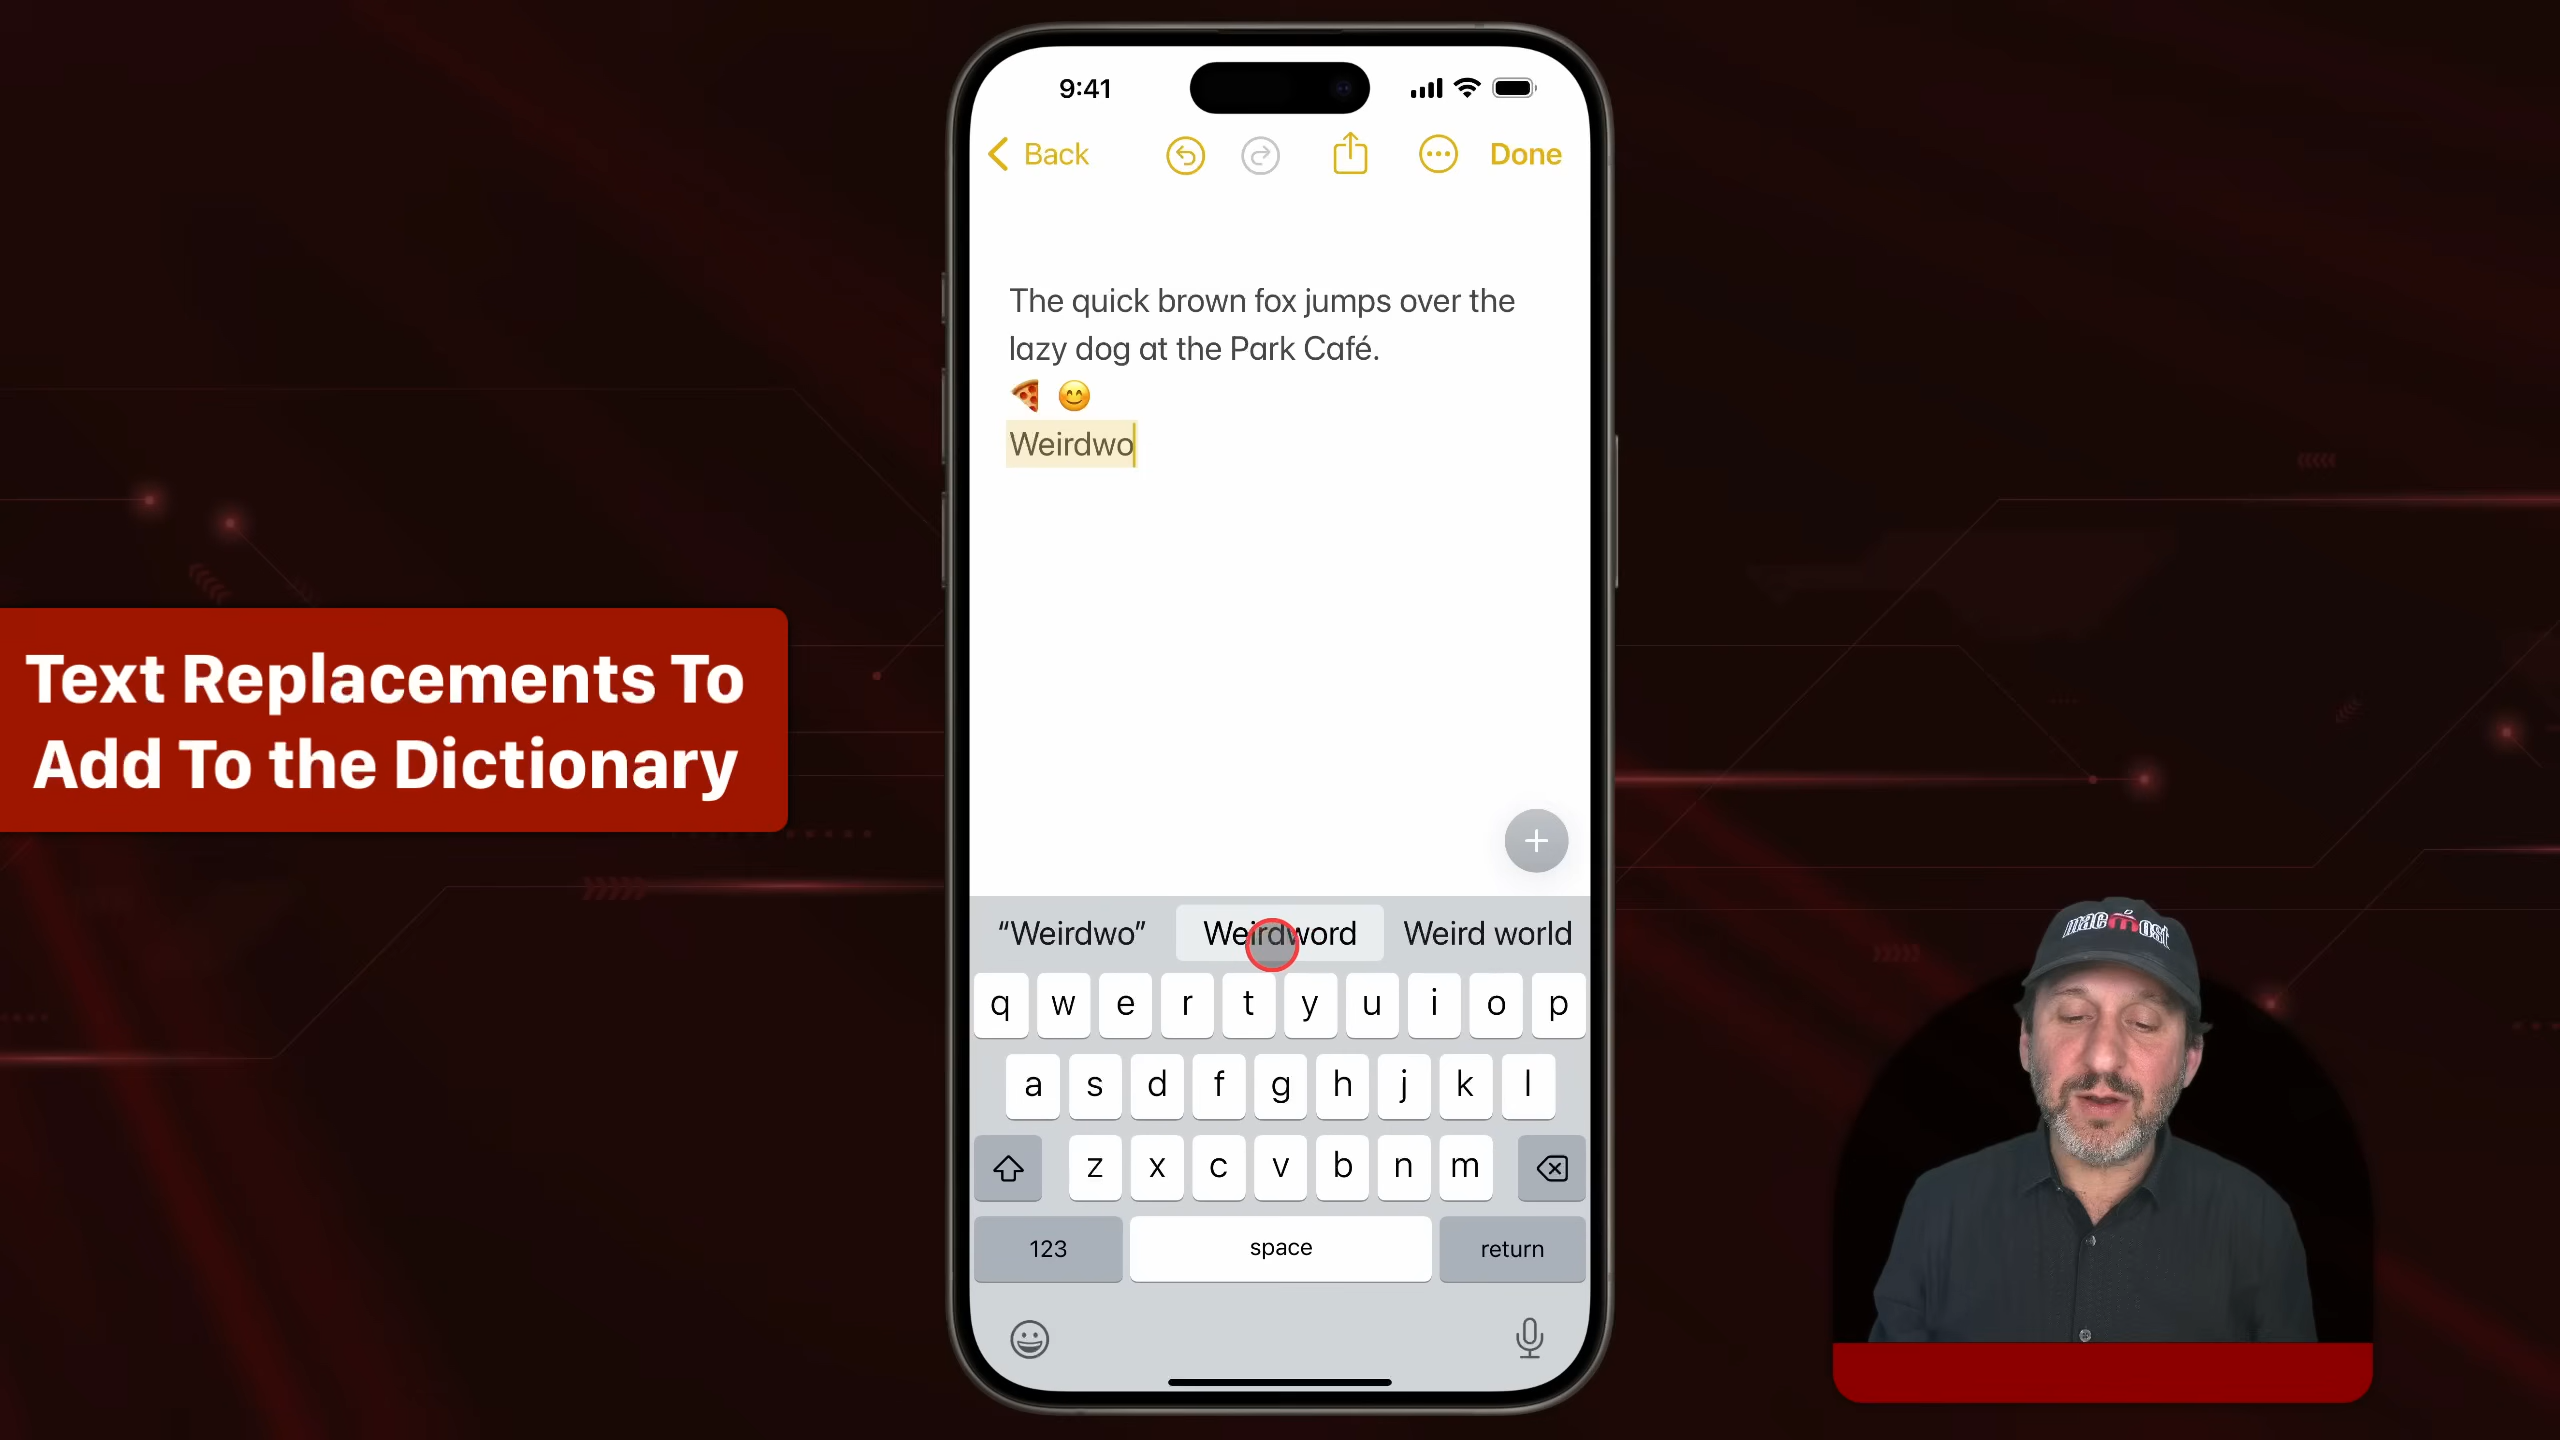 9:41
Back
Done
The quick brown fox jumps over the
lazy dog at the Park Café.
🍕 😊
Weirdwo
Text Replacements To
Add To the Dictionary
“Weirdwo” Weirdword Weird world
q w e r t y u i o p
a s d f g h j k l
z x c v b n m
123 space return
macmost